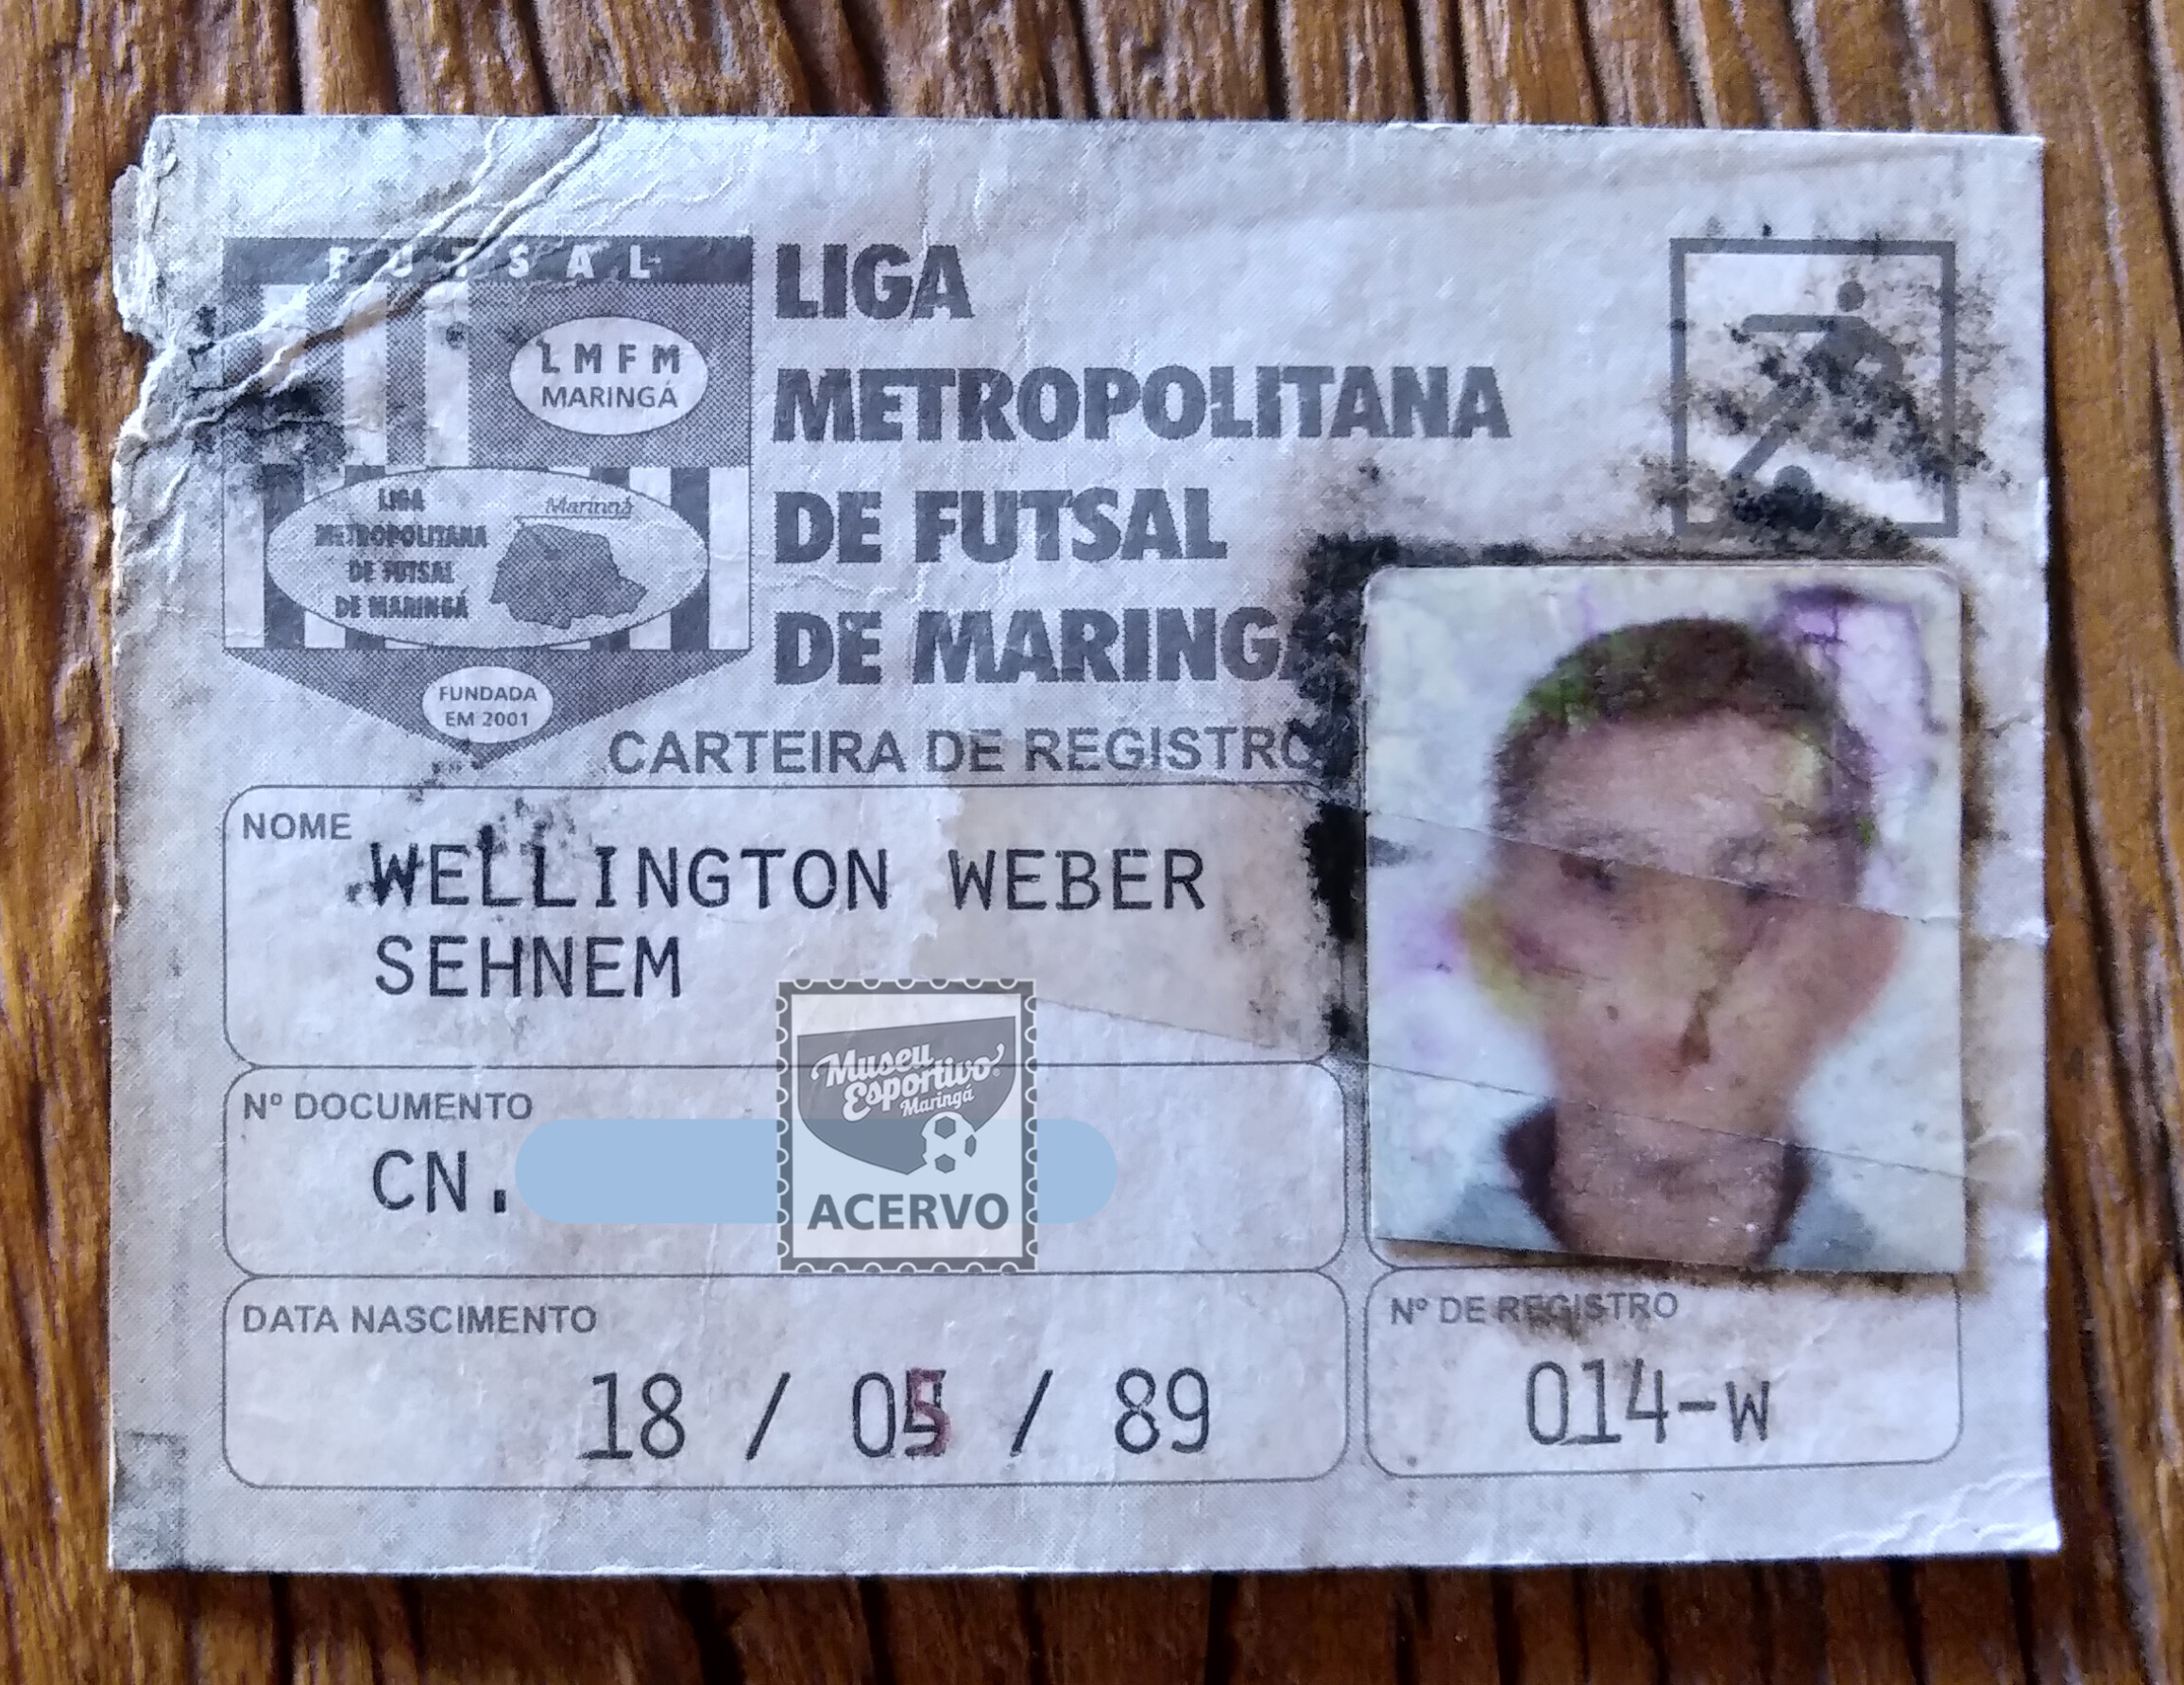 FUTSAL
LMFM
MARINGÁ
LIGA
METROPOLITANA
DE FUTSAL
DE MARINGÁ
Maringá
FUNDADA
EM 2001
LIGA
METROPOLITANA
DE FUTSAL
DE MARINGÁ
CARTEIRA DE REGISTRO
NOME
WELLINGTON WEBER
SEHNEM
Nº DOCUMENTO
CN.
Museu
Esportivo
Maringá
ACERVO
DATA NASCIMENTO
18 / 05 / 89
Nº DE REGISTRO
014-W